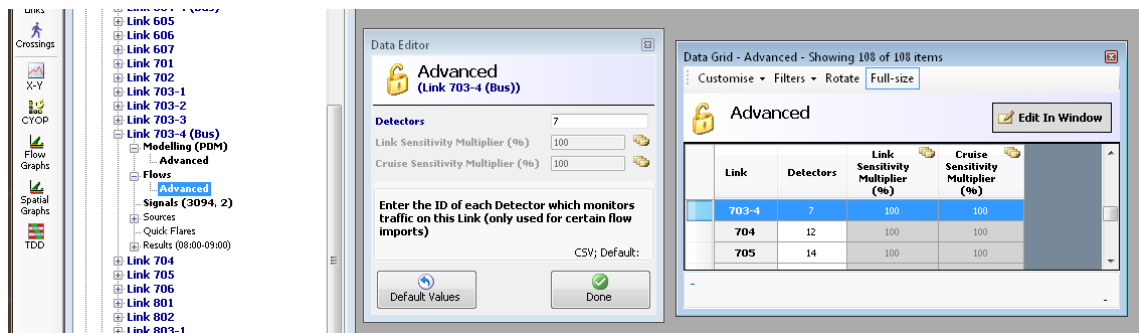 Links
Crossings
X-Y
CYOP
Flow
Graphs
Spatial
Graphs
TDD
Link 605
Link 606
Link 607
Link 701
Link 702
Link 703-1
Link 703-2
Link 703-3
Link 703-4 (Bus)
Modelling (PDM)
Advanced
Flows
Advanced
Signals (3094, 2)
Sources
Quick Flares
Results (08:00-09:00)
Link 704
Link 705
Link 706
Link 801
Link 802
Link 803-1
Data Editor
Advanced
(Link 703-4 (Bus))
Detectors 7
Link Sensitivity Multiplier (%) 100
Cruise Sensitivity Multiplier (%) 100
Enter the ID of each Detector which monitors
traffic on this Link (only used for certain flow
imports)
CSV; Default:
Default Values
Done
Data Grid - Advanced - Showing 108 of 108 items
Customise Filters Rotate Full-size
Advanced
Edit In Window
Link Detectors Link Sensitivity Multiplier (%) Cruise Sensitivity Multiplier (%)
703-4 7 100 100
704 12 100 100
705 14 100 100